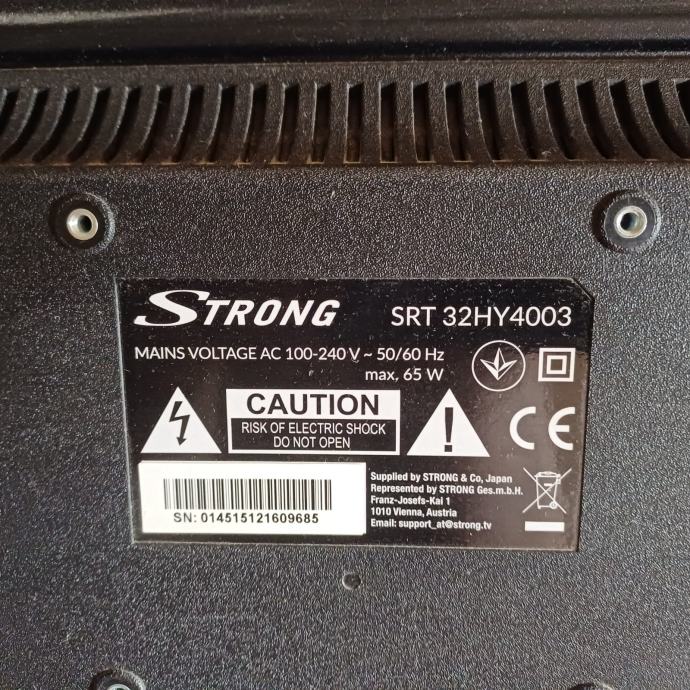 STRONG
SRT 32HY4003
MAINS VOLTAGE AC 100-240 V ~ 50/60 Hz
max, 65 W
CAUTION
RISK OF ELECTRIC SHOCK
DO NOT OPEN
CE
SN: 014515121609685
Supplied by STRONG & Co, Japan
Represented by STRONG Ges.m.b.H.
Franz-Josefs-Kai 1
1010 Vienna, Austria
Email: support_at@strong.tv